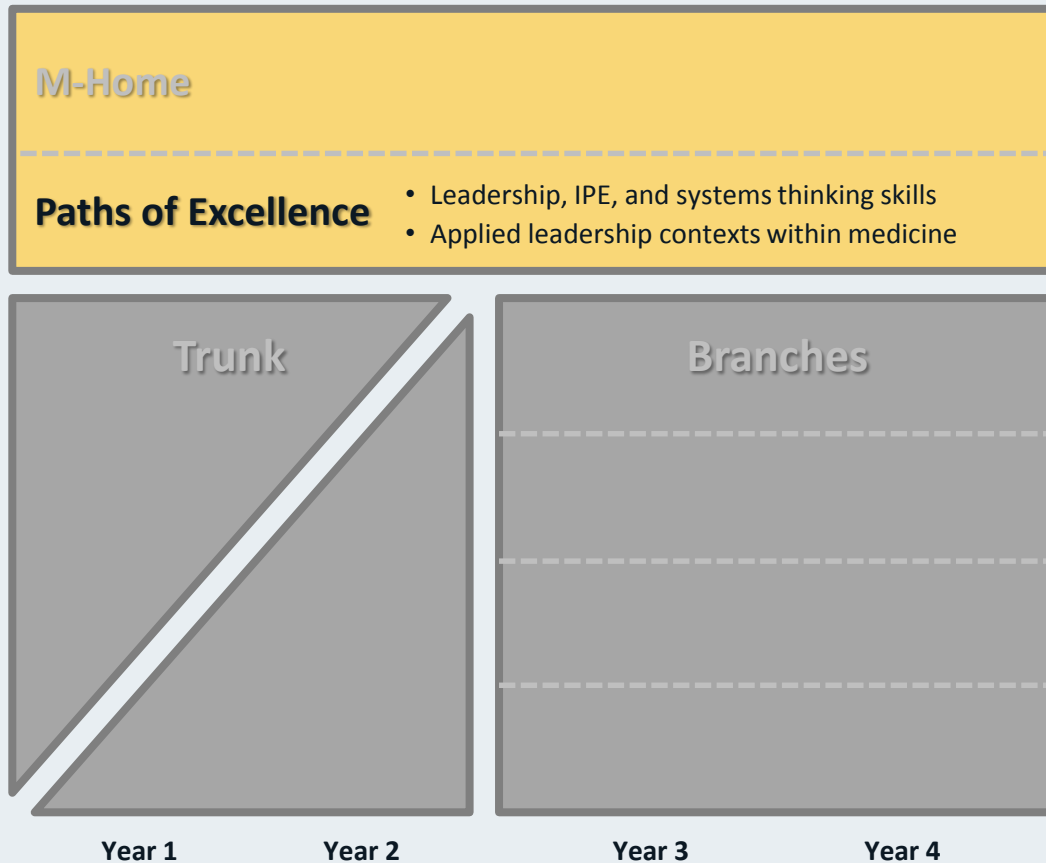 M-Home
Paths of Excellence
• Leadership, IPE, and systems thinking skills
• Applied leadership contexts within medicine
Trunk
Branches
Year 1
Year 2
Year 3
Year 4